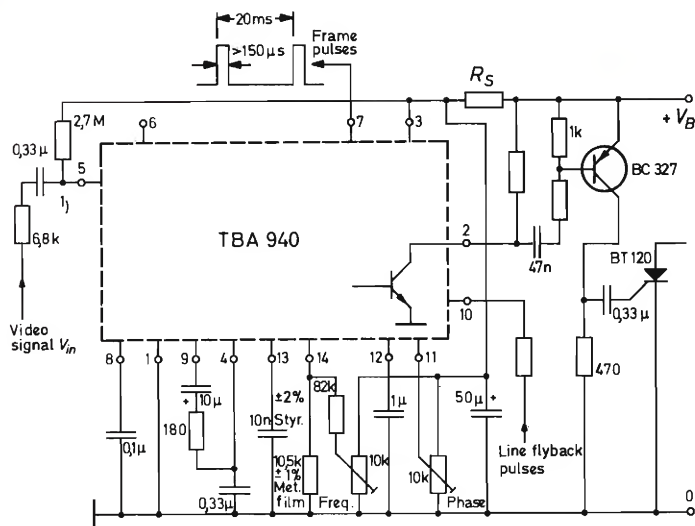 20ms
>150µs
Frame
pulses
R_S
+ V_B
2,7M
6
7
3
1k
0,33µ
5
BC 327
1)
TBA 940
2
6,8k
47n
BT 120
10
0,33µ
Video
signal V_in
8
1
9
4
13
14
12
11
470
±2%
82k
10µ
10n Styr.
1µ
50µ
+
+
180
Line flyback
pulses
0,1µ
10,5k
±1%
Met.
film
10k
10k
0,33µ
Freq.
Phase
0